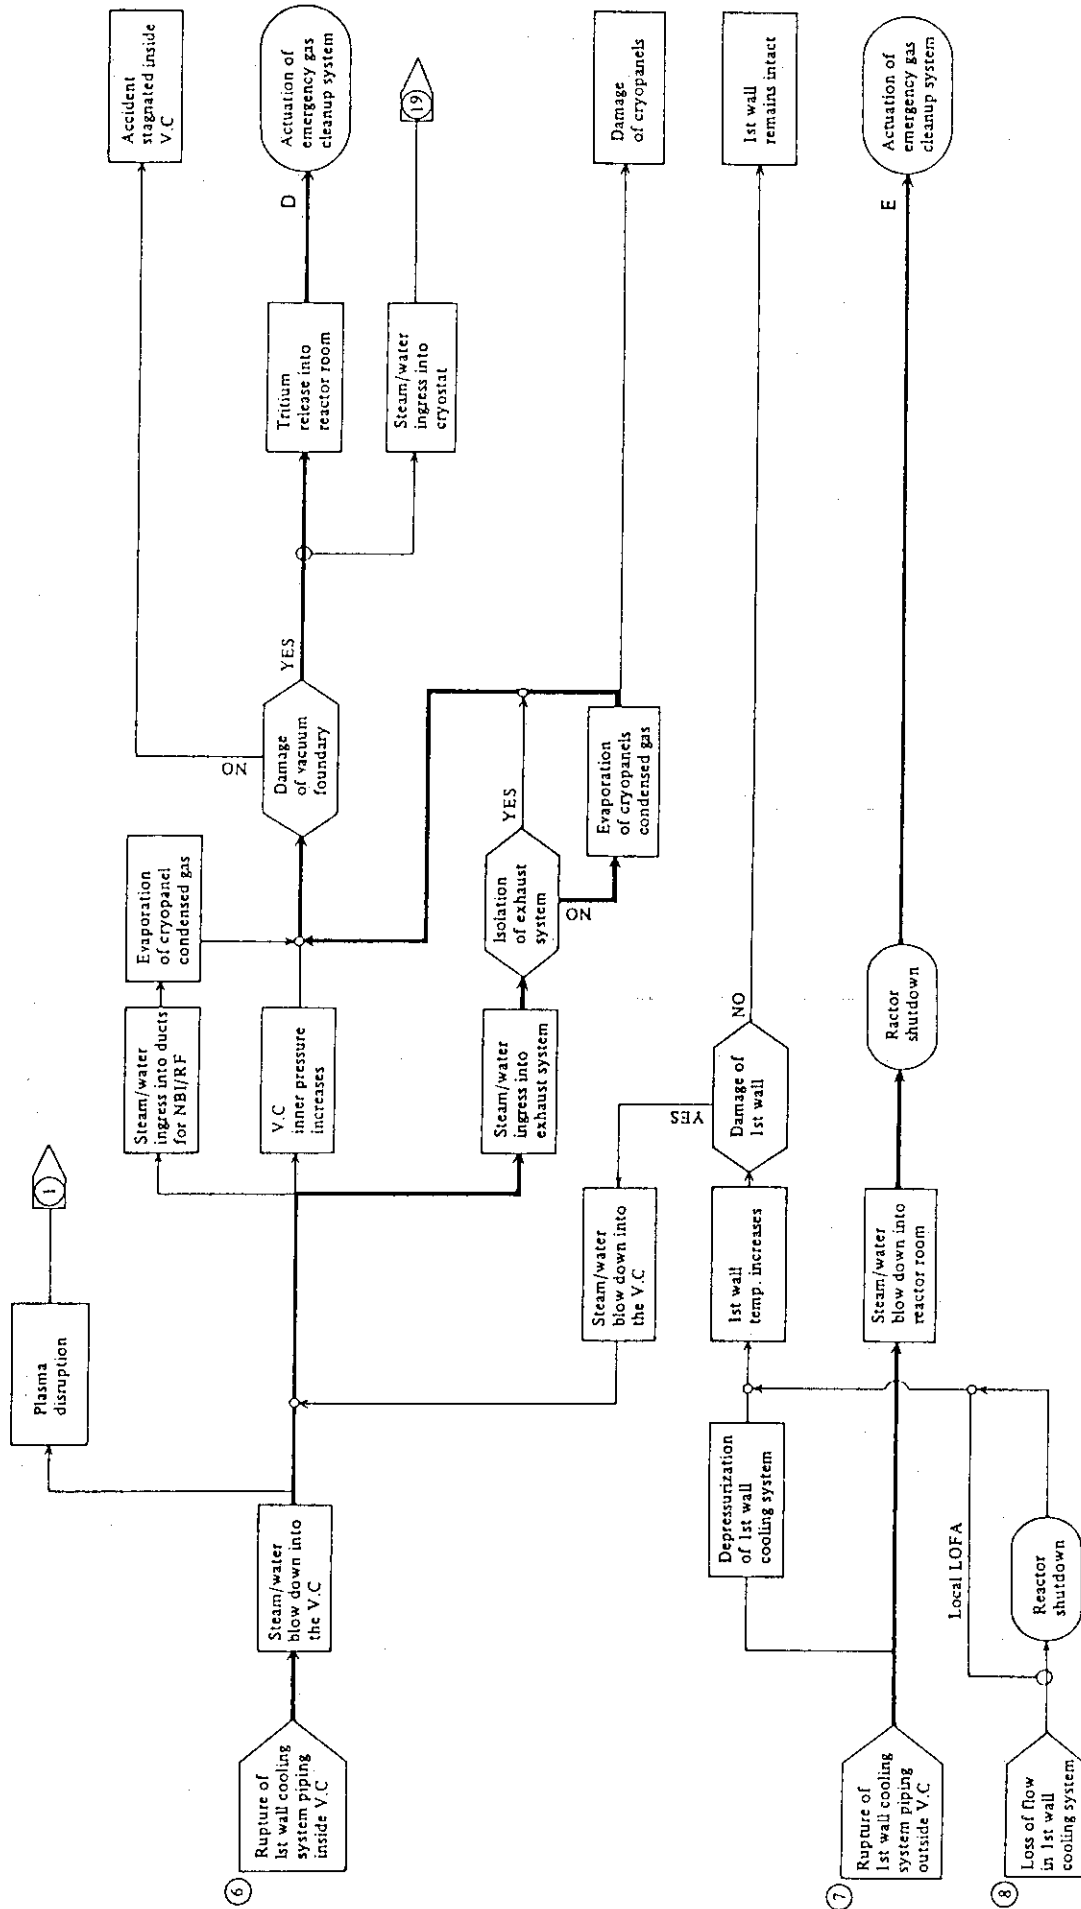 Plasma
disruption
1
Accident
stagnated inside
V.C
Steam/water
ingress into ducts
for NBI/RF
Evaporation
of cryopanel
condensed gas
NO
6
Rupture of
1st wall cooling
system piping
inside V.C
Steam/water
blow down into
the V.C
V.C
inner pressure
increases
Damage
of vacuum
foundary
YES
Tritium
release into
reactor room
D
Actuation of
emergency gas
cleanup system
Steam/water
ingress into
cryostat
19
Steam/water
ingress into
exhaust system
Isolation
of exhaust
system
YES
NO
Evaporation
of cryopanels
condensed gas
Damage
of cryopanels
Steam/water
blow down into
the V.C
YES
Depressurization
of 1st wall
cooling system
1st wall
temp. increases
Damage of
1st wall
NO
1st wall
remains intact
7
Rupture of
1st wall cooling
system piping
outside V.C
Steam/water
blow down into
reactor room
Ractor
shutdown
E
Actuation of
emergency gas
cleanup system
Local LOFA
8
Loss of flow
in 1st wall
cooling system
Reactor
shutdown